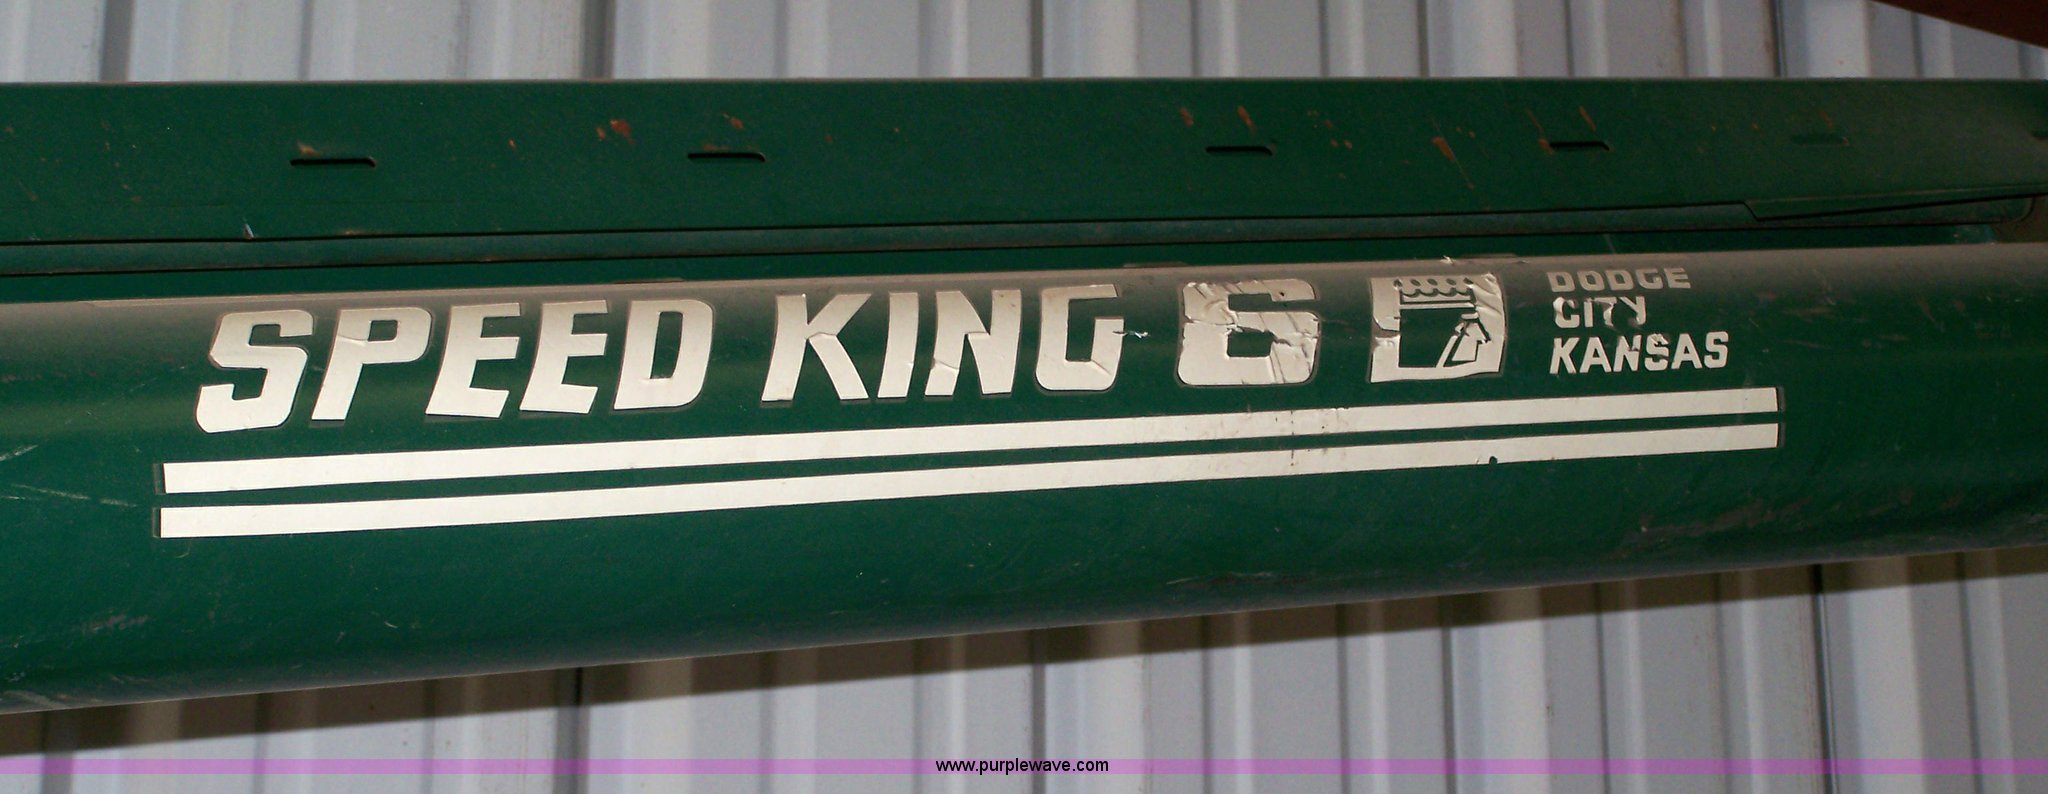 SPEED KING 6
DODGE
CITY
KANSAS
www.purplewave.com